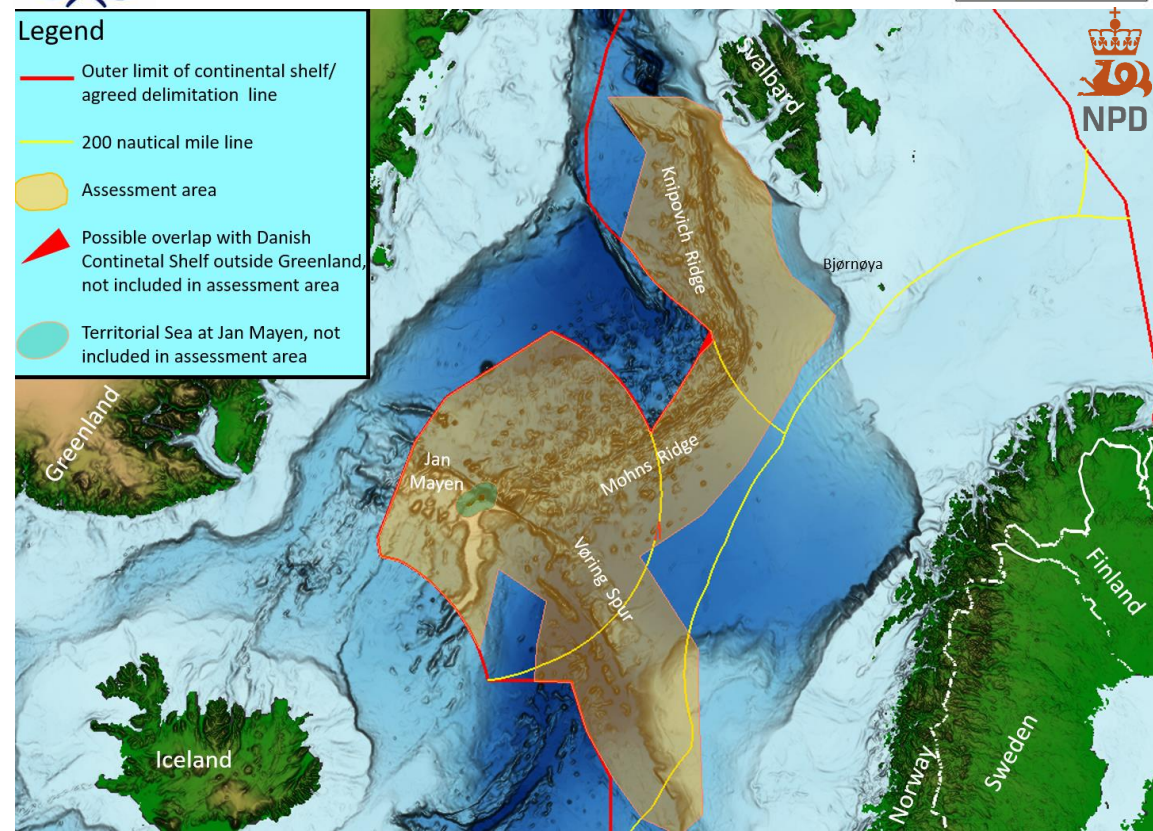 Legend
Outer limit of continental shelf/
agreed delimitation line
200 nautical mile line
Assessment area
Possible overlap with Danish
Continetal Shelf outside Greenland,
not included in assessment area
Territorial Sea at Jan Mayen, not
included in assessment area
NPD
Svalbard
Knipovich Ridge
Bjørnøya
Greenland
Jan
Mayen
Mohns Ridge
Vøring Spur
Iceland
Norway
Sweden
Finland